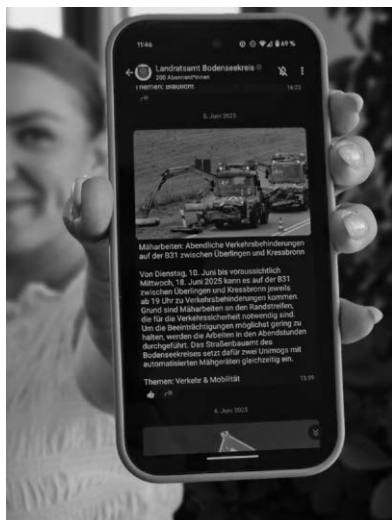 11:46
69 %
Landratsamt Bodenseekreis
200 Abonnent*innen
Themen: Blaulicht
16:22
5. Juni 2025
Mäharbeiten: Abendliche Verkehrsbehinderungen
auf der B31 zwischen Überlingen und Kressbronn
Von Dienstag, 10. Juni bis voraussichtlich
Mittwoch, 18. Juni 2025 kann es auf der B31
zwischen Überlingen und Kressbronn jeweils
ab 19 Uhr zu Verkehrsbehinderungen kommen.
Grund sind Mäharbeiten an den Randstreifen,
die für die Verkehrssicherheit notwendig sind.
Um die Beeinträchtigungen möglichst gering zu
halten, werden die Arbeiten in den Abendstunden
durchgeführt. Das Straßenbauamt des
Bodenseekreises setzt dafür zwei Unimogs mit
automatisierten Mähgeräten gleichzeitig ein.
Themen: Verkehr & Mobilität
15:39
6. Juni 2025